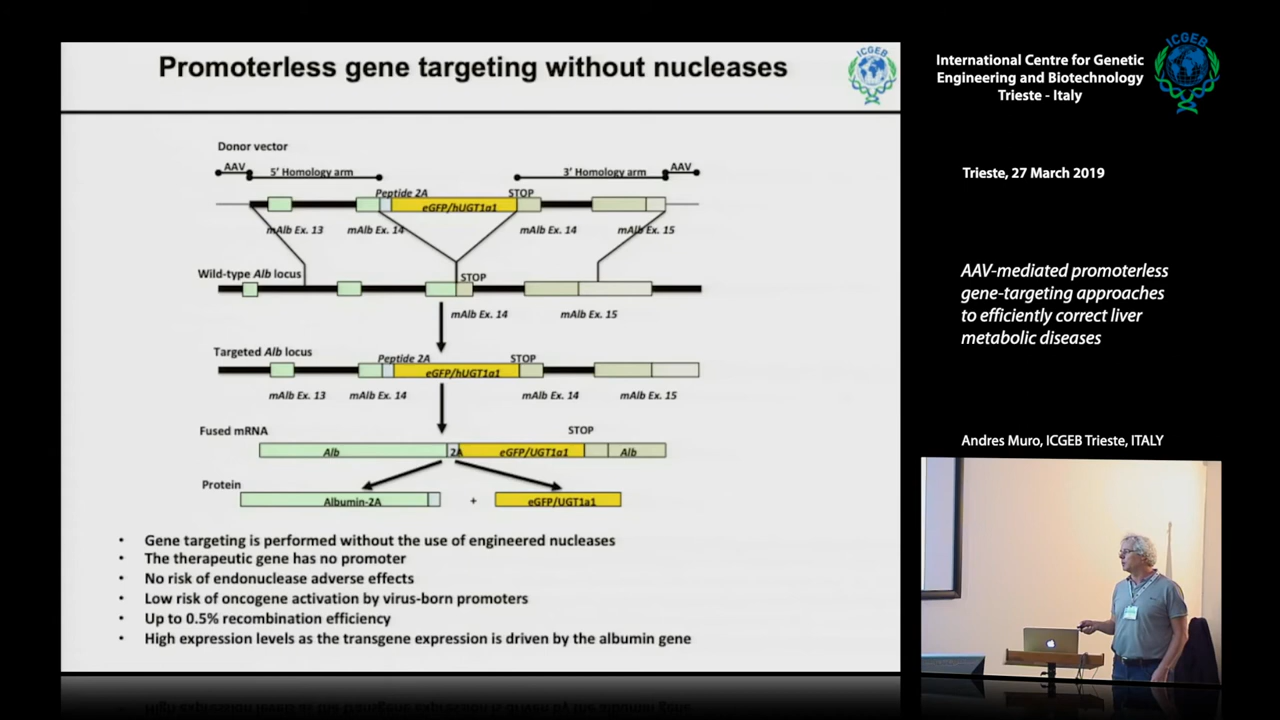 Promoterless gene targeting without nucleases
ICGEB
Donor vector
AAV
5' Homology arm
3' Homology arm
AAV
Peptide 2A
STOP
eGFP/hUGT1a1
mAlb Ex. 13
mAlb Ex. 14
mAlb Ex. 14
mAlb Ex. 15
Wild-type Alb locus
STOP
mAlb Ex. 14
mAlb Ex. 15
Targeted Alb locus
Peptide 2A
STOP
eGFP/hUGT1a1
mAlb Ex. 13
mAlb Ex. 14
mAlb Ex. 14
mAlb Ex. 15
Fused mRNA
STOP
Alb
2A
eGFP/UGT1a1
Alb
Protein
Albumin-2A
+
eGFP/UGT1a1
• Gene targeting is performed without the use of engineered nucleases
• The therapeutic gene has no promoter
• No risk of endonuclease adverse effects
• Low risk of oncogene activation by virus-born promoters
• Up to 0.5% recombination efficiency
• High expression levels as the transgene expression is driven by the albumin gene
International Centre for Genetic
Engineering and Biotechnology
Trieste - Italy
ICGEB
Trieste, 27 March 2019
AAV-mediated promoterless
gene-targeting approaches
to efficiently correct liver
metabolic diseases
Andres Muro, ICGEB Trieste, ITALY